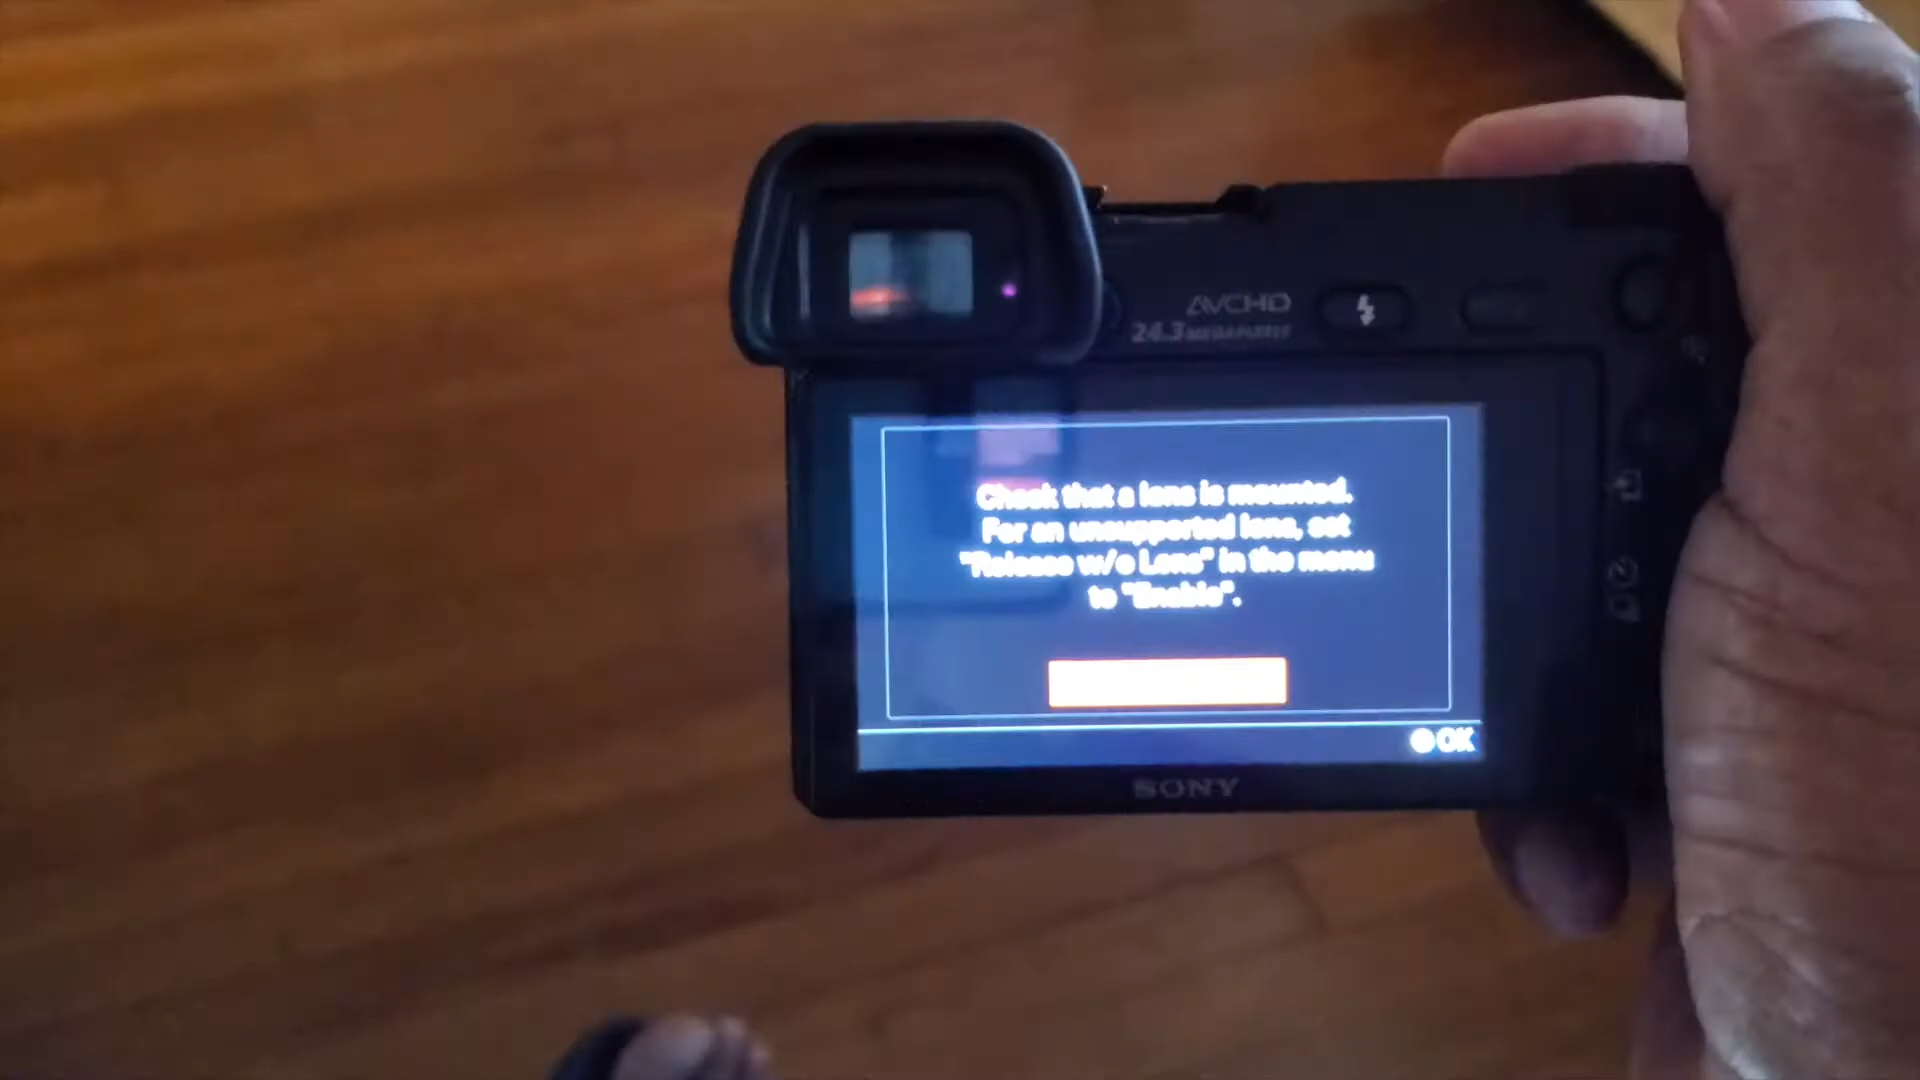 AVCHD
24.3 MEGAPIXELS
Check that a lens is mounted.
For an unsupported lens, set
"Release w/o Lens" in the menu
to "Enable".
OK
SONY